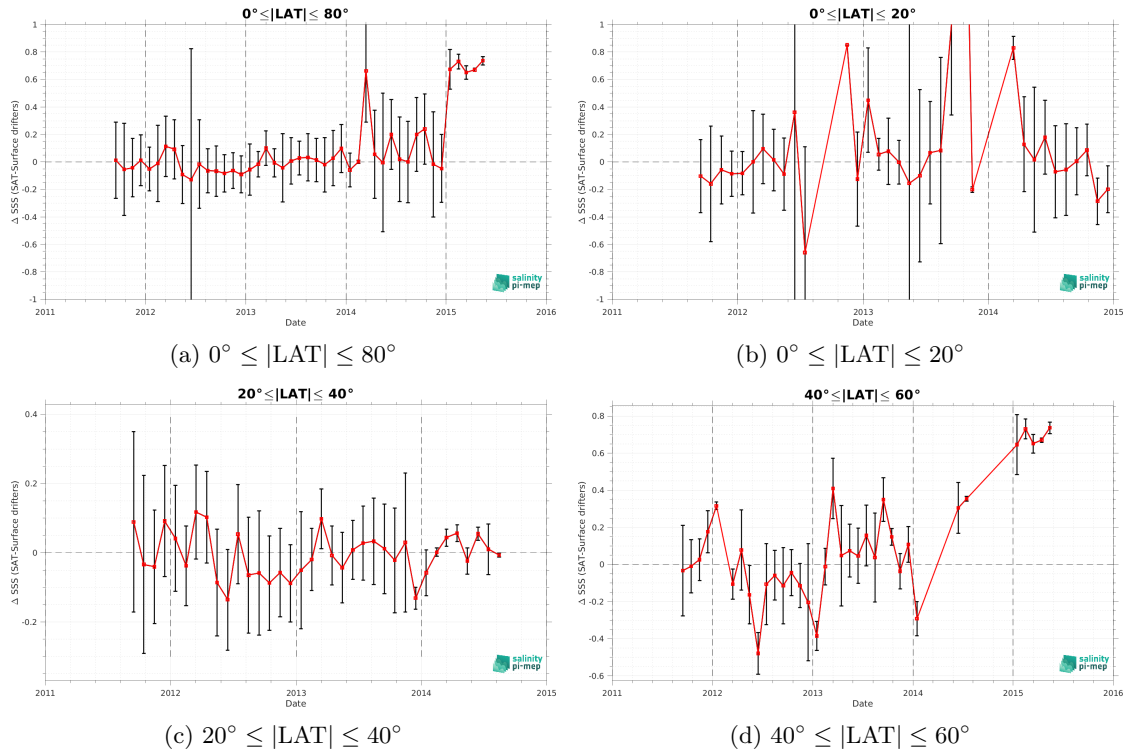 0°≤|LAT|≤ 80°
1
0.8
0.6
0.4
0.2
0
-0.2
-0.4
-0.6
-0.8
-1
Δ SSS (SAT-Surface drifters)
2011
2012
2013
2014
2015
2016
Date
salinity
pi-mep
(a) 0° ≤ |LAT| ≤ 80°
0°≤|LAT|≤ 20°
1
0.8
0.6
0.4
0.2
0
-0.2
-0.4
-0.6
-0.8
-1
Δ SSS (SAT-Surface drifters)
2011
2012
2013
2014
2015
Date
salinity
pi-mep
(b) 0° ≤ |LAT| ≤ 20°
20°≤|LAT|≤ 40°
0.4
0.2
0
-0.2
Δ SSS (SAT-Surface drifters)
2011
2012
2013
2014
2015
Date
salinity
pi-mep
(c) 20° ≤ |LAT| ≤ 40°
40°≤|LAT|≤ 60°
0.8
0.6
0.4
0.2
0
-0.2
-0.4
-0.6
Δ SSS (SAT-Surface drifters)
2011
2012
2013
2014
2015
2016
Date
salinity
pi-mep
(d) 40° ≤ |LAT| ≤ 60°